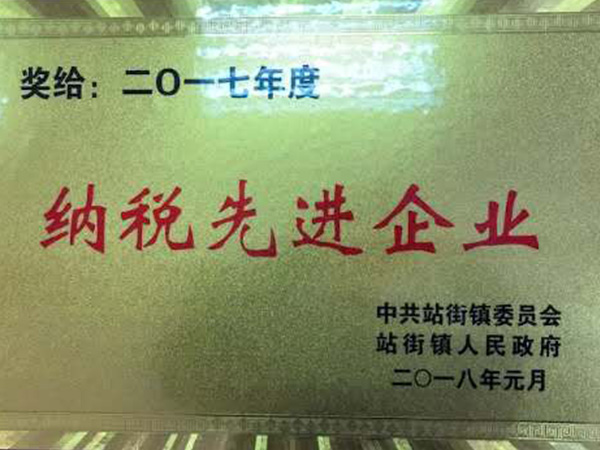 奖给：二〇一七年度
纳税先进企业
中共站街镇委员会
站街镇人民政府
二〇一八年元月